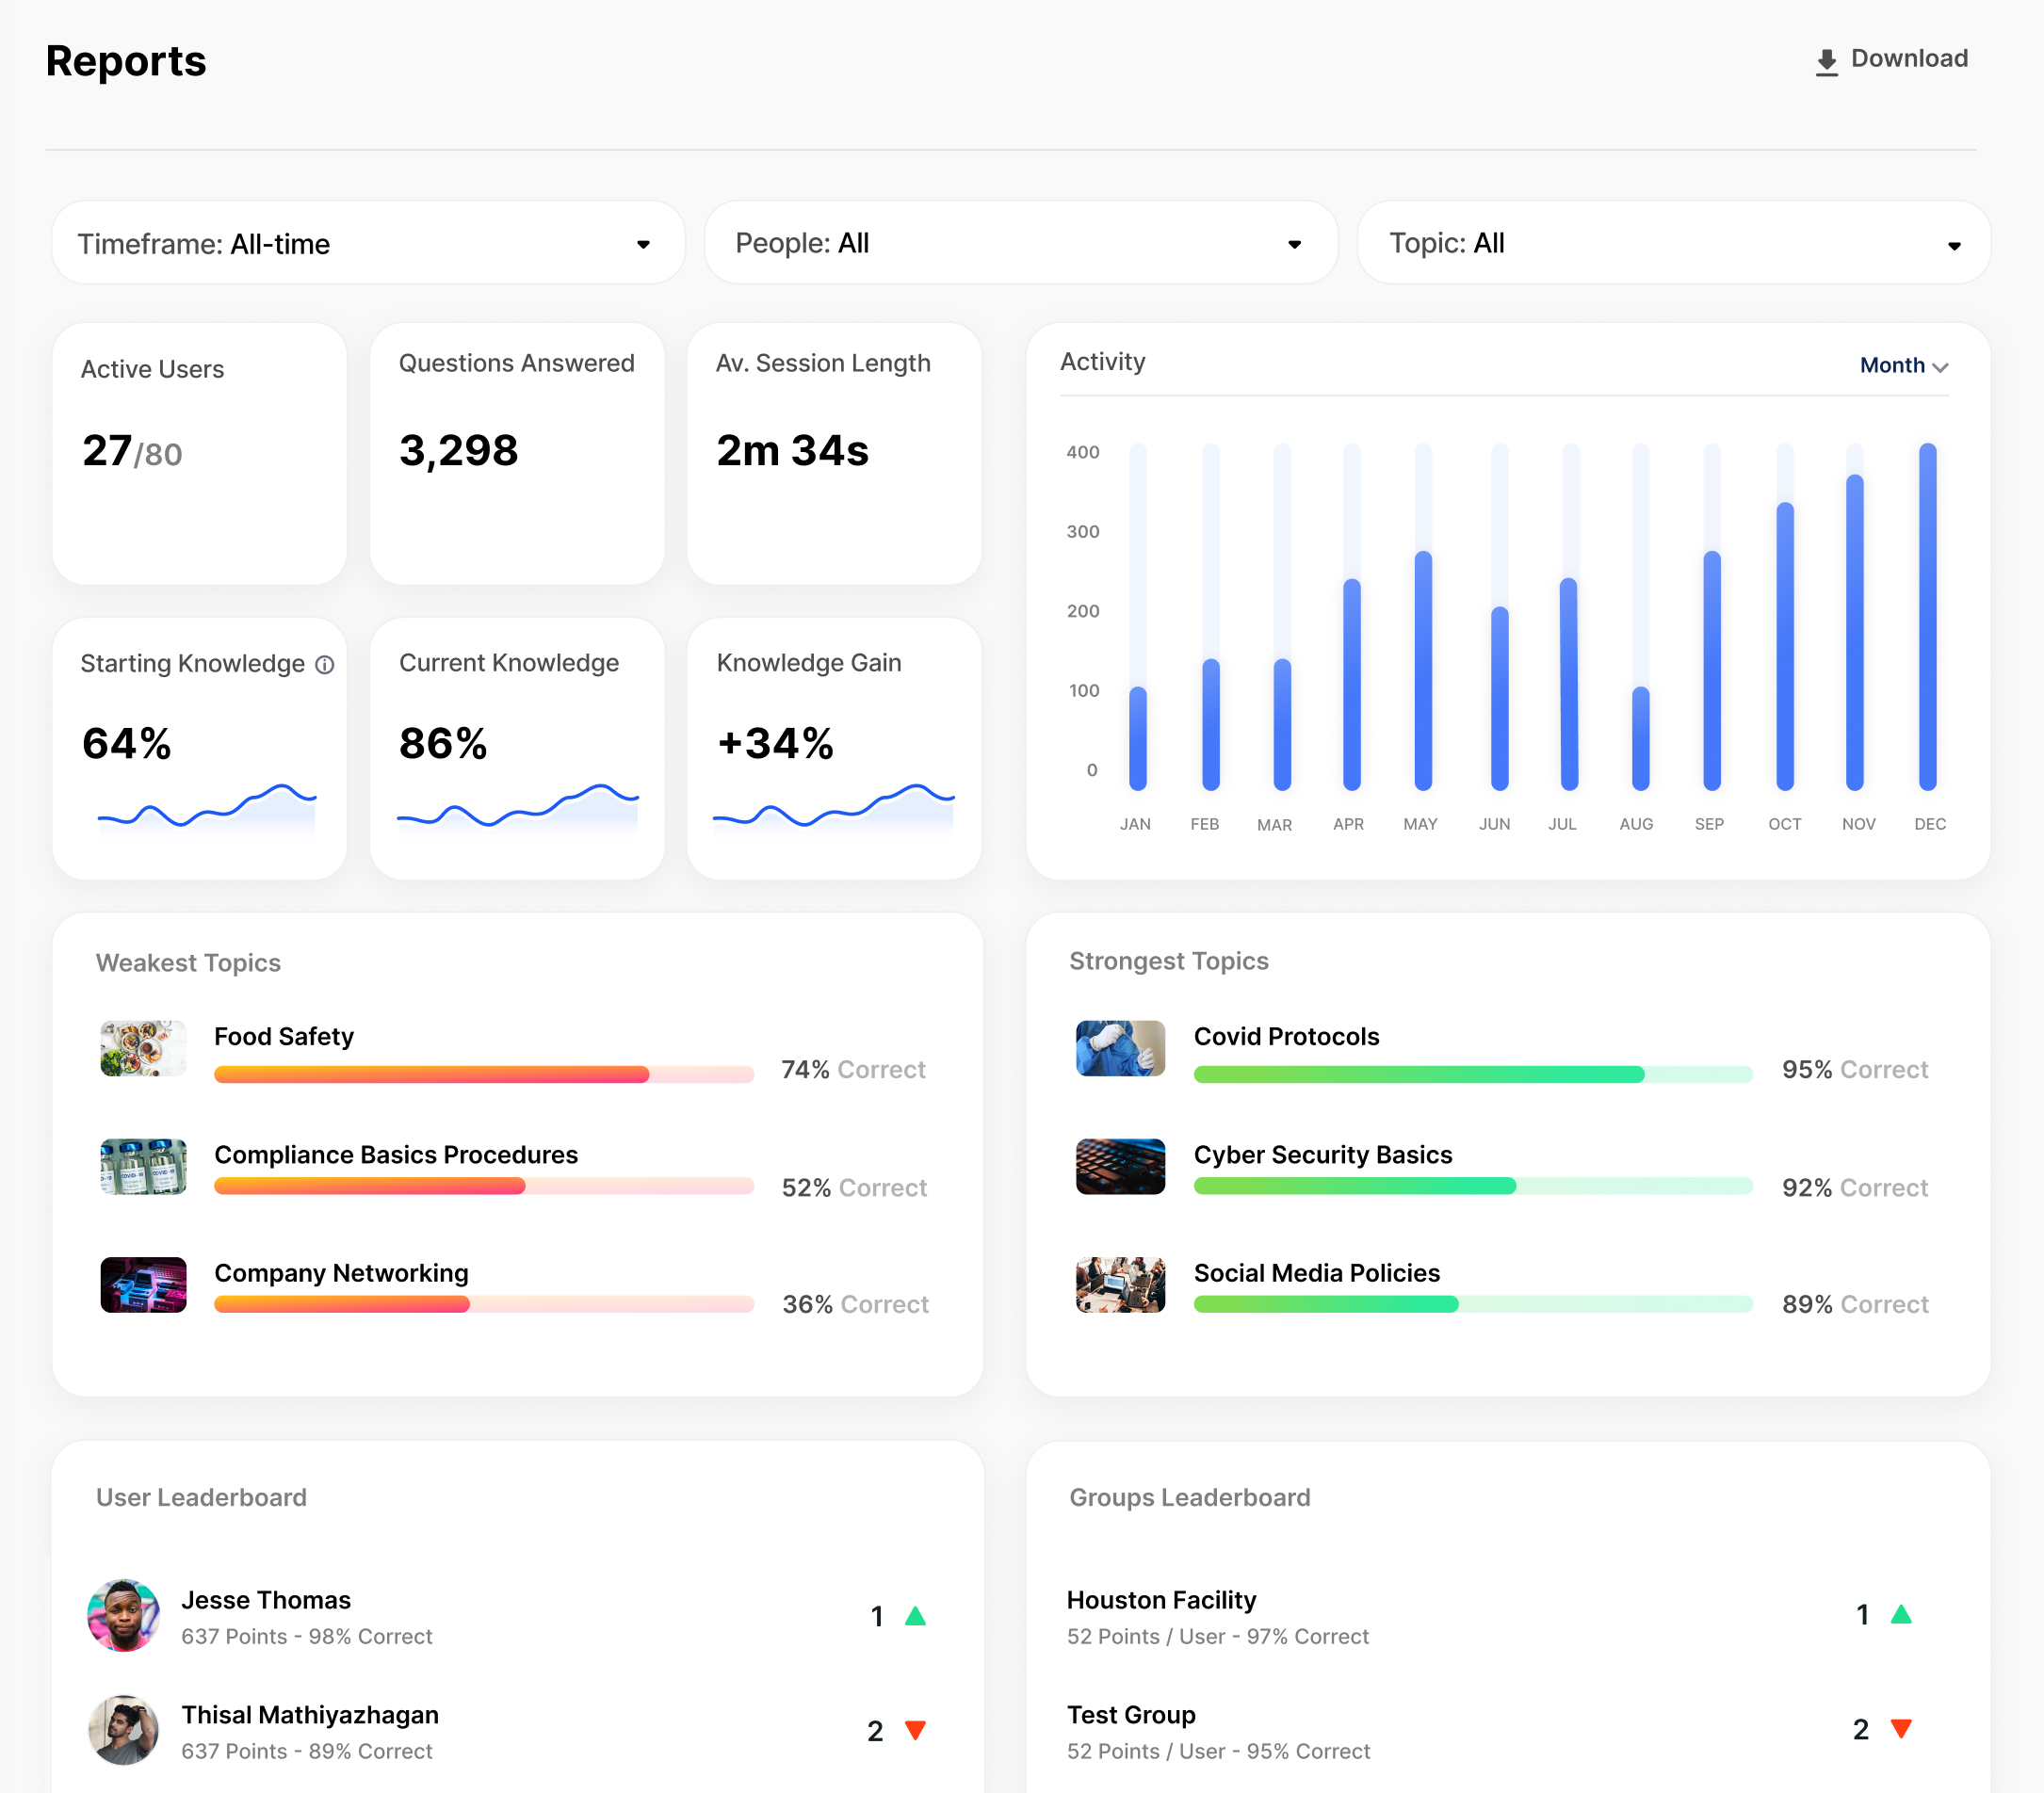 Reports
Download
Timeframe: All-time
People: All
Topic: All
Active Users
27/80
Questions Answered
3,298
Av. Session Length
2m 34s
Starting Knowledge
64%
Current Knowledge
86%
Knowledge Gain
+34%
Activity
Month
400
300
200
100
0
JAN FEB MAR APR MAY JUN JUL AUG SEP OCT NOV DEC
Weakest Topics
Food Safety
74% Correct
Compliance Basics Procedures
52% Correct
Company Networking
36% Correct
Strongest Topics
Covid Protocols
95% Correct
Cyber Security Basics
92% Correct
Social Media Policies
89% Correct
User Leaderboard
Jesse Thomas
637 Points - 98% Correct
1
Thisal Mathiyazhagan
637 Points - 89% Correct
2
Groups Leaderboard
Houston Facility
52 Points / User - 97% Correct
1
Test Group
52 Points / User - 95% Correct
2